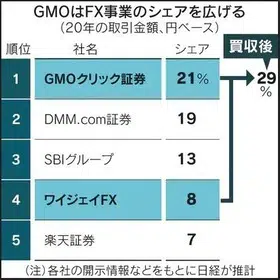 GMOはFX事業のシェアを広げる
(20年の取引金額、円ベース)
順位 社名 シェア 買収後
1 GMOクリック証券 21% 29%
2 DMM.com証券 19
3 SBIグループ 13
4 ワイジェイFX 8
5 楽天証券 7
(注)各社の開示情報などをもとに日経が推計